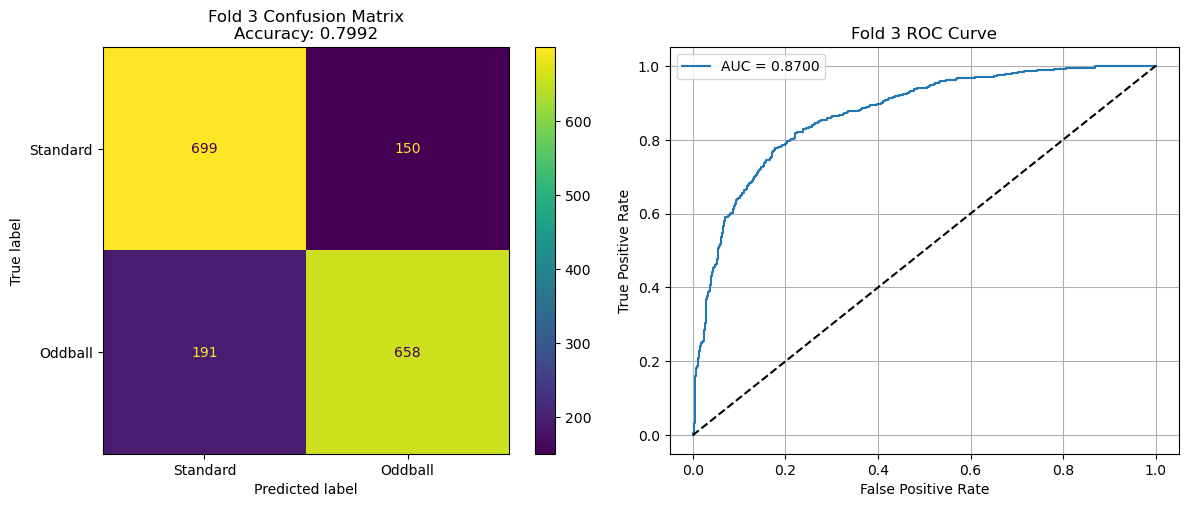 Fold 3 Confusion Matrix
Accuracy: 0.7992
Standard
699
150
Oddball
191
658
Standard
Oddball
Predicted label
True label
600
500
400
300
200
Fold 3 ROC Curve
AUC = 0.8700
1.0
0.8
0.6
0.4
0.2
0.0
0.0
0.2
0.4
0.6
0.8
1.0
False Positive Rate
True Positive Rate